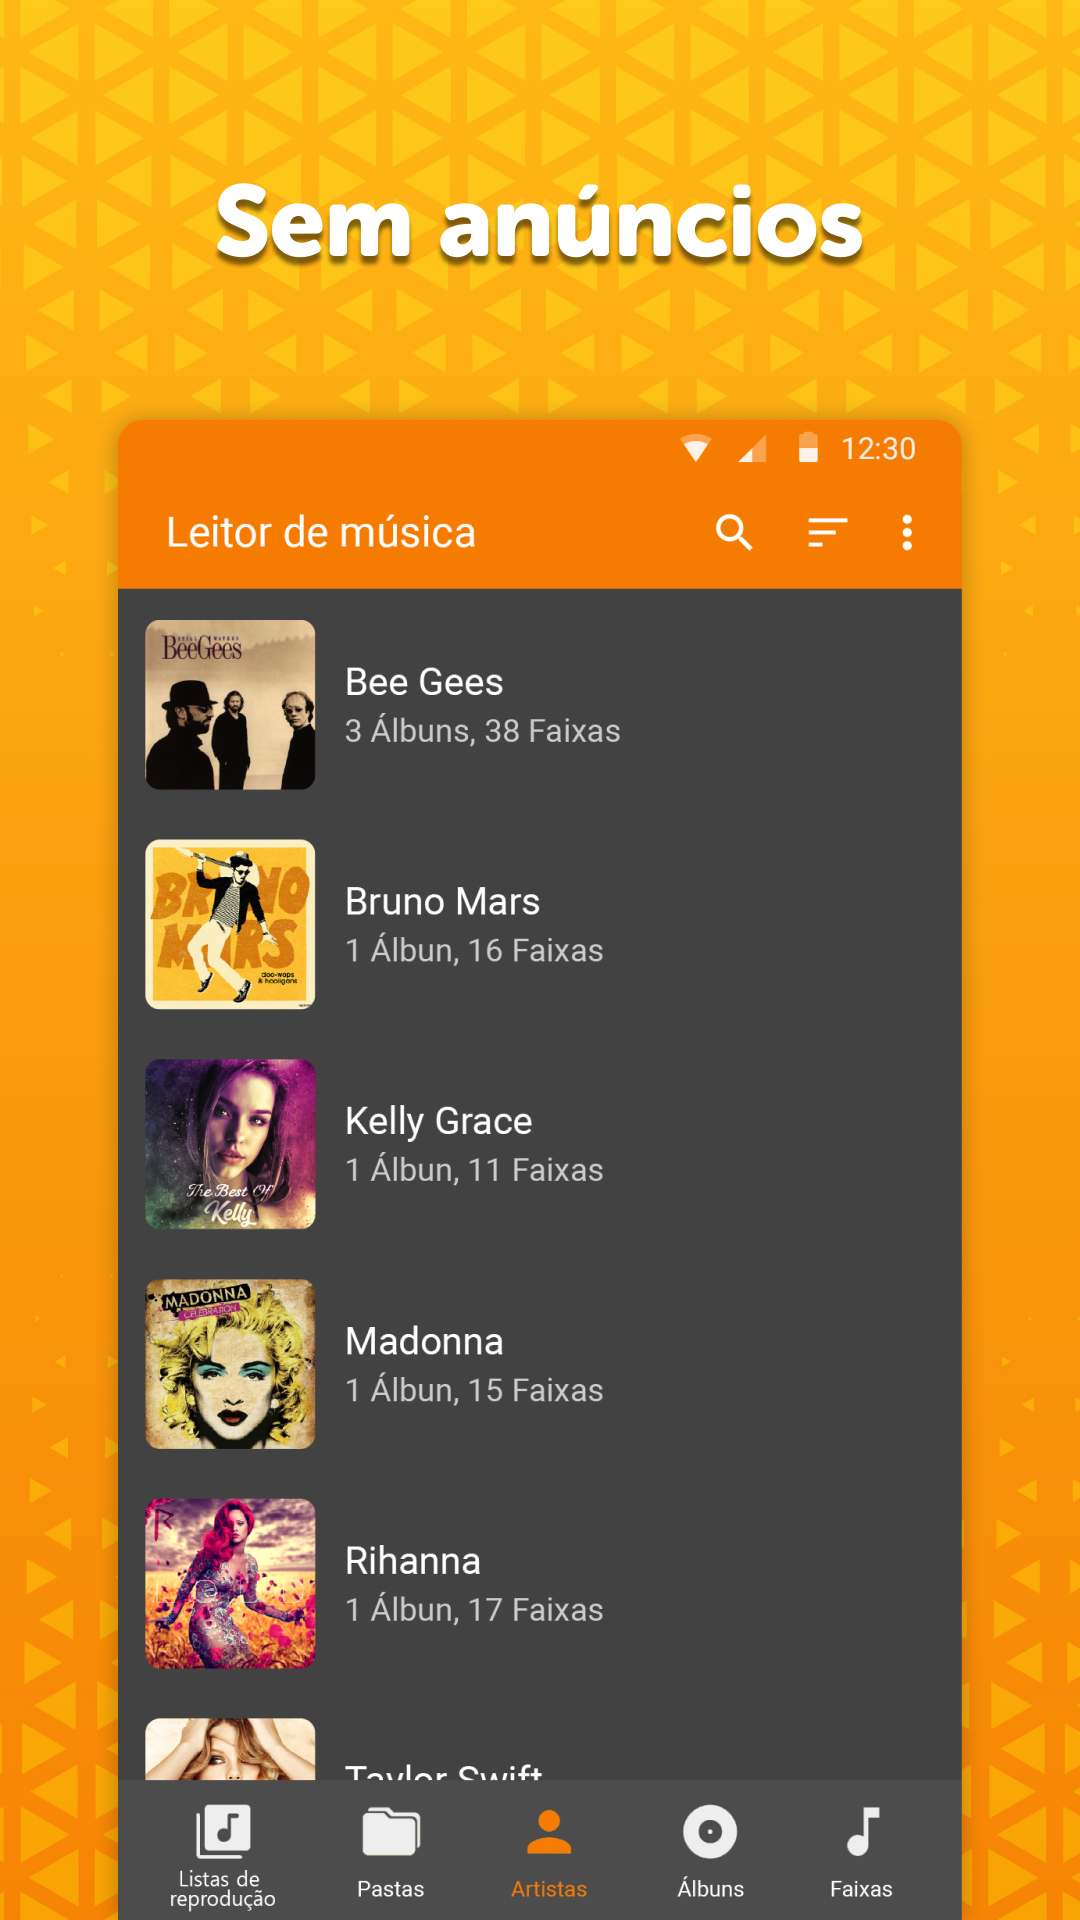 Sem anúncios
12:30
Leitor de música
BeeGees
Bee Gees
3 Álbuns, 38 Faixas
BRUNO
MARS
doo-wops
& hooligans
Bruno Mars
1 Álbun, 16 Faixas
The Best Of
Kelly
Kelly Grace
1 Álbun, 11 Faixas
MADONNA
CELEBRATION
Madonna
1 Álbun, 15 Faixas
R
Rihanna
1 Álbun, 17 Faixas
Taylor Swift
Listas de
reprodução
Pastas
Artistas
Álbuns
Faixas